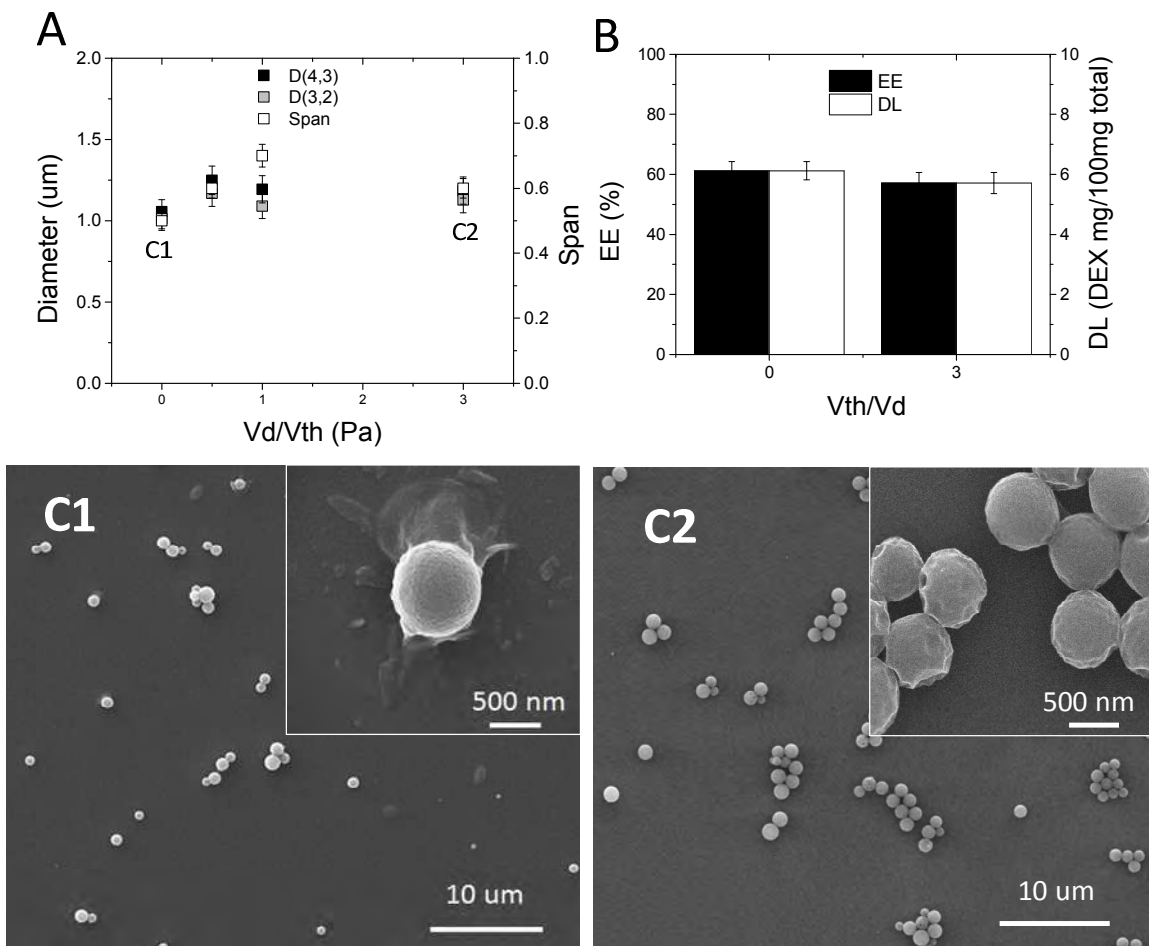 A
2.0
1.5
1.0
0.5
0.0
Diameter (um)
1.0
0.8
0.6
0.4
0.2
0.0
Span
D(4,3)
D(3,2)
Span
C1
C2
0
1
2
3
Vd/Vth (Pa)
B
100
80
60
40
20
0
EE (%)
10
8
6
4
2
0
DL (DEX mg/100mg total)
EE
DL
0
3
Vth/Vd
C1
500 nm
10 um
C2
500 nm
10 um